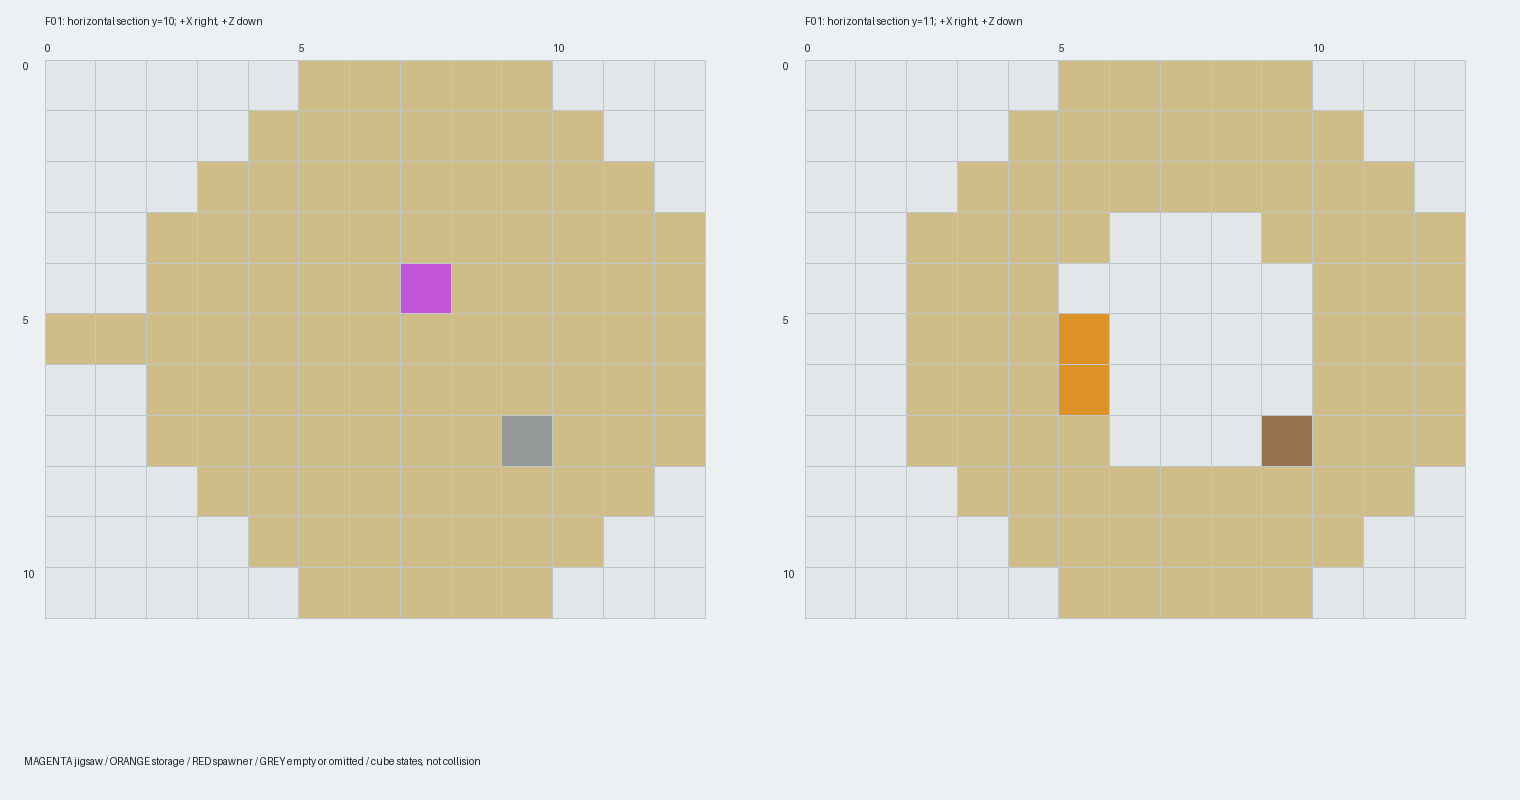 F01: horizontal section y=10; +X right, +Z down
F01: horizontal section y=11; +X right, +Z down
0 5 10
0 5 10
0
0
5
5
10
10
MAGENTA jigsaw / ORANGE storage / RED spawner / GREY empty or omitted / cube states, not collision